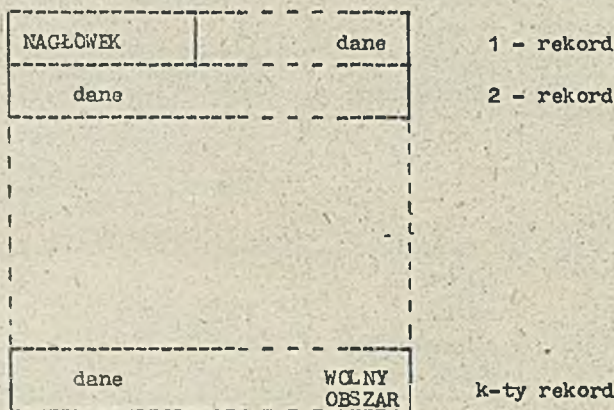 NAGŁÓWEK dane 1 - rekord
dane 2 - rekord
dane WOLNY
OBSZAR k-ty rekord